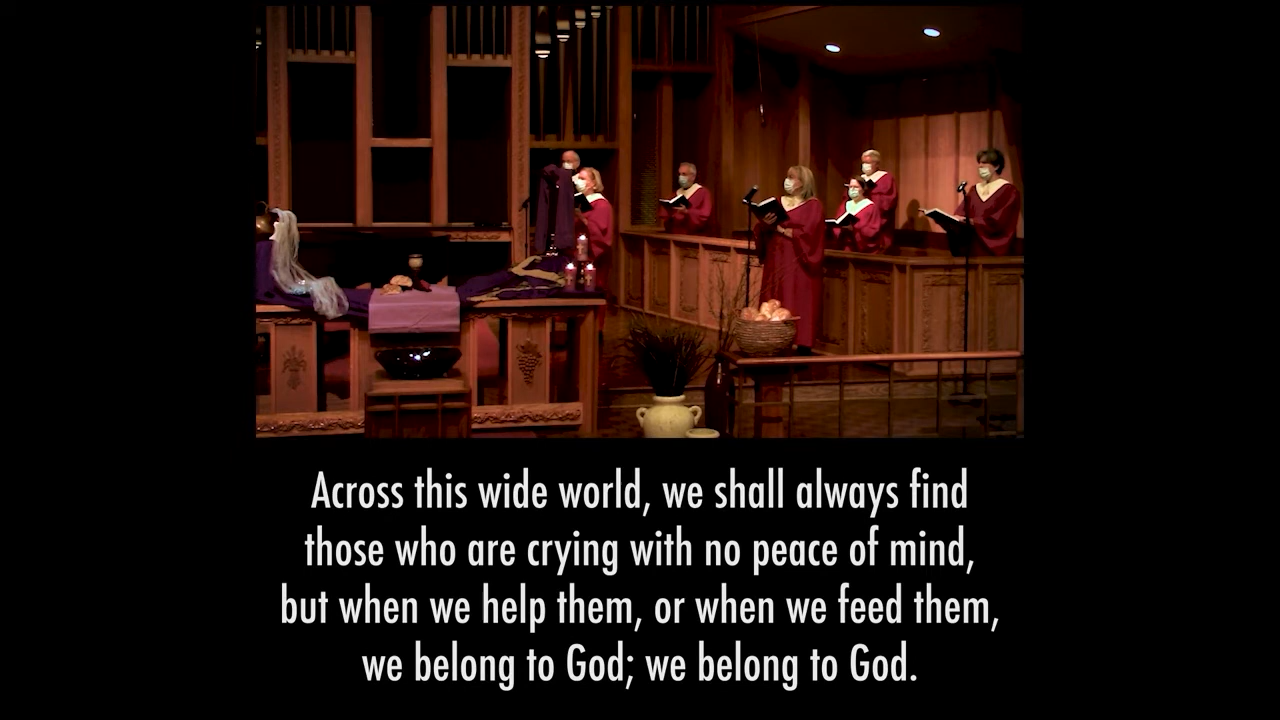 Across this wide world, we shall always find
those who are crying with no peace of mind,
but when we help them, or when we feed them,
we belong to God; we belong to God.